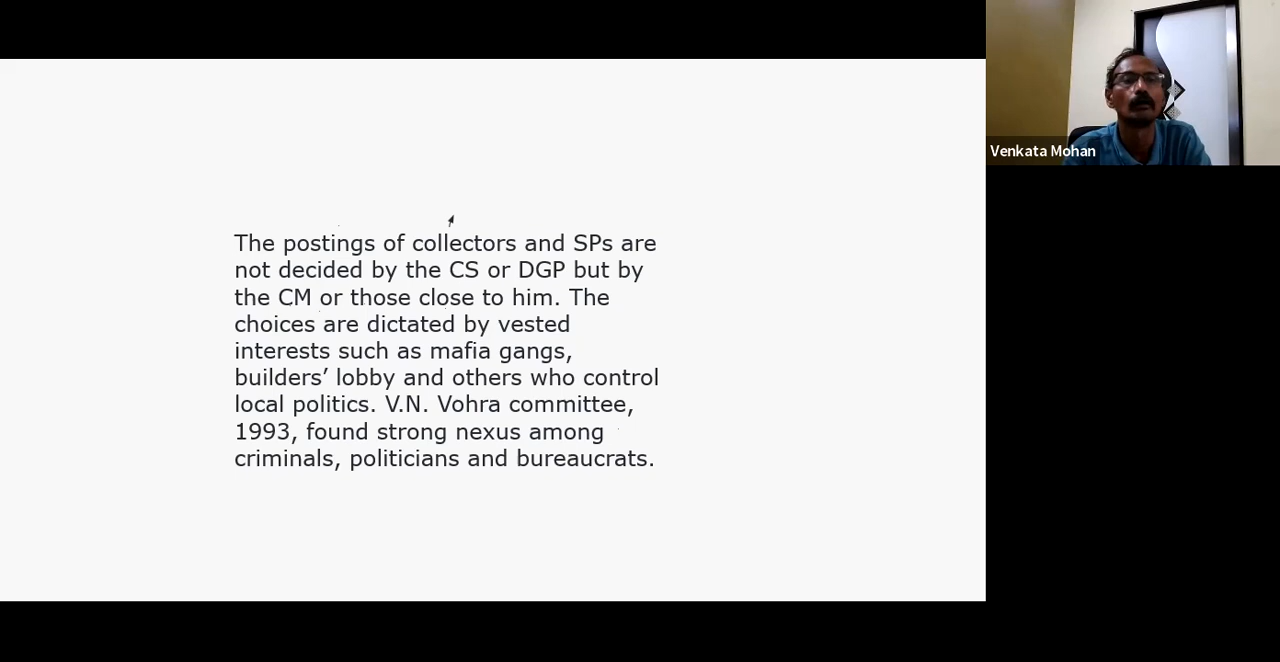 The postings of collectors and SPs are
not decided by the CS or DGP but by
the CM or those close to him. The
choices are dictated by vested
interests such as mafia gangs,
builders’ lobby and others who control
local politics. V.N. Vohra committee,
1993, found strong nexus among
criminals, politicians and bureaucrats.
Venkata Mohan